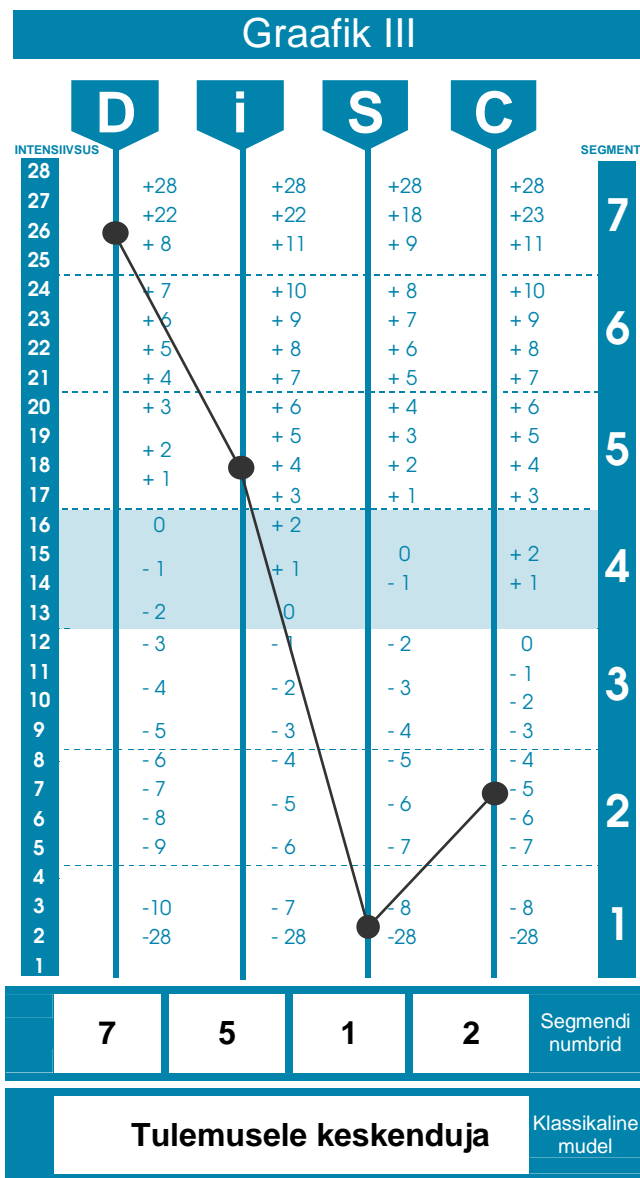 Graafik III
D i S C
INTENSIIVSUS SEGMENT
28
+28 +28 +28 +28
27
+22 +22 +18 +23
7
26
+ 8 +11 + 9 +11
25
24 + 7 +10 + 8 +10
23 + 6 + 9 + 7 + 9
6
22 + 5 + 8 + 6 + 8
21 + 4 + 7 + 5 + 7
20 + 3 + 6 + 4 + 6
19 + 5 + 3 + 5
+ 2
5
18 + 4 + 2 + 4
+ 1
17 + 3 + 1 + 3
16 0 + 2
15 0 + 2
- 1 + 1
4
14 - 1 + 1
13 - 2 0
12 - 3 - 1 - 2 0
11 - 1
- 4 - 2 - 3
3
10 - 2
9 - 5 - 3 - 4 - 3
8 - 6 - 4 - 5 - 4
7 - 7 - 5
- 5 - 6
2
6 - 8 - 6
5 - 9 - 6 - 7 - 7
4
3 -10 - 7 - 8 - 8
1
2 -28 - 28 -28 -28
1
7 5 1 2 Segmendi
numbrid
Tulemusele keskenduja Klassikaline
mudel